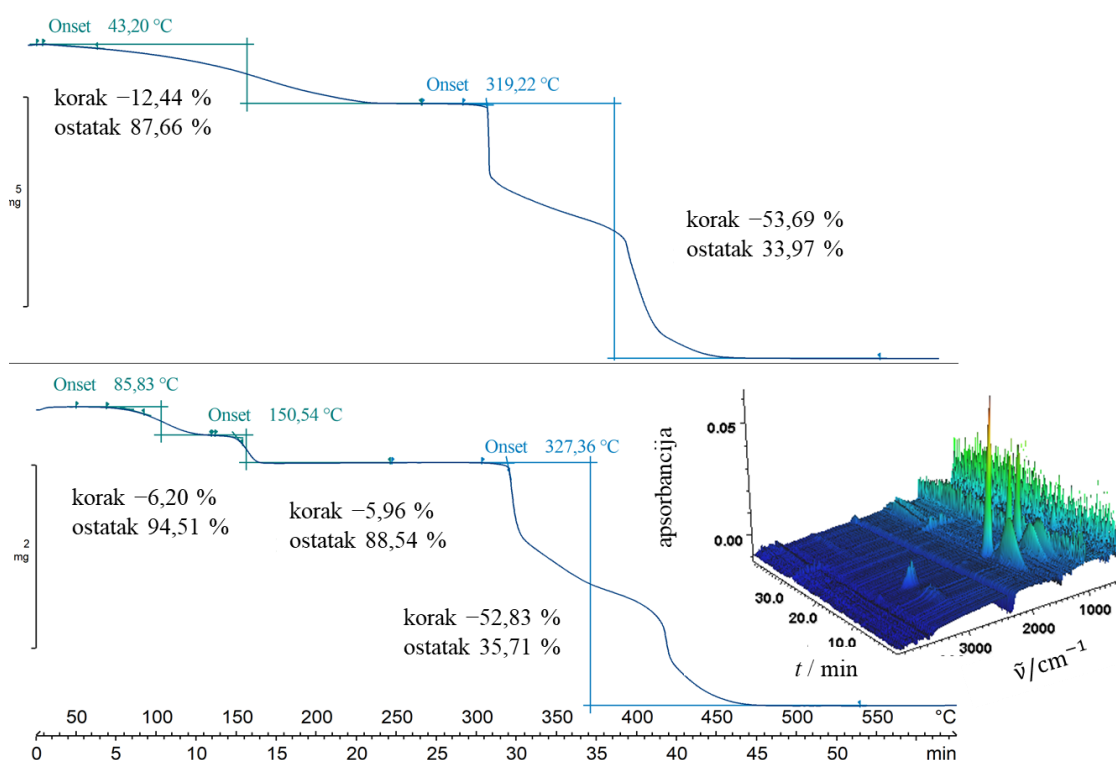 Onset 43,20 °C
korak −12,44 %
ostatak 87,66 %
Onset 319,22 °C
5
mg
korak −53,69 %
ostatak 33,97 %
Onset 85,83 °C
Onset 150,54 °C
Onset 327,36 °C
korak −6,20 %
ostatak 94,51 %
korak −5,96 %
ostatak 88,54 %
2
mg
korak −52,83 %
ostatak 35,71 %
apsorbancija
0.05
0.00
30.0
20.0
10.0
t / min
3000
2000
1000
ṽ/cm⁻¹
50 100 150 200 250 300 350 400 450 500 550 °C
0 5 10 15 20 25 30 35 40 45 50 min